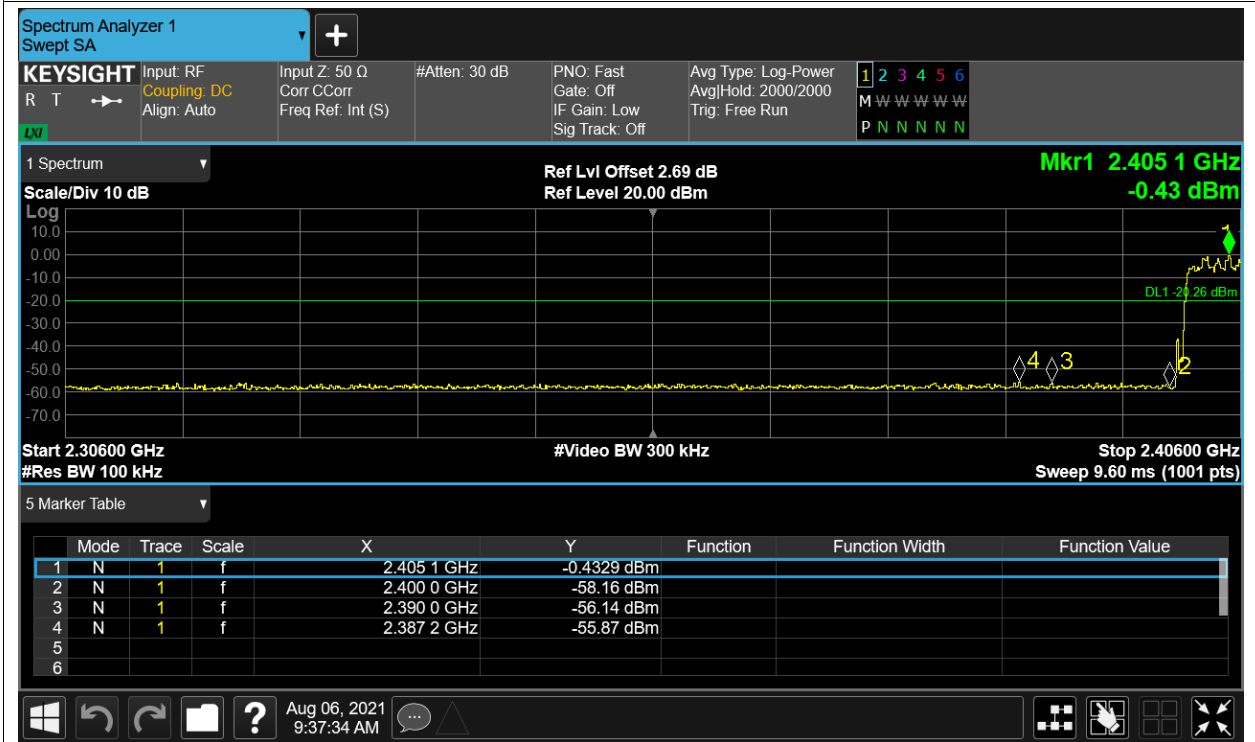 Spectrum Analyzer 1
Swept SA
KEYSIGHT Input: RF Input Z: 50 Ω #Atten: 30 dB PNO: Fast Avg Type: Log-Power 1 2 3 4 5 6
R T Coupling: DC Corr CCorr Gate: Off Avg|Hold: 2000/2000 M W W W W W
Align: Auto Freq Ref: Int (S) IF Gain: Low Trig: Free Run
LXI Sig Track: Off P N N N N N
1 Spectrum Ref Lvl Offset 2.69 dB Mkr1 2.405 1 GHz
Scale/Div 10 dB Ref Level 20.00 dBm -0.43 dBm
Log
10.0
1
0.00
-10.0
-20.0 DL1 -20.26 dBm
-30.0
-40.0
4 3 2
-50.0
-60.0
-70.0
Start 2.30600 GHz #Video BW 300 kHz Stop 2.40600 GHz
#Res BW 100 kHz Sweep 9.60 ms (1001 pts)
5 Marker Table
Mode Trace Scale X Y Function Function Width Function Value
1 N 1 f 2.405 1 GHz -0.4329 dBm
2 N 1 f 2.400 0 GHz -58.16 dBm
3 N 1 f 2.390 0 GHz -56.14 dBm
4 N 1 f 2.387 2 GHz -55.87 dBm
5
6
? Aug 06, 2021
9:37:34 AM